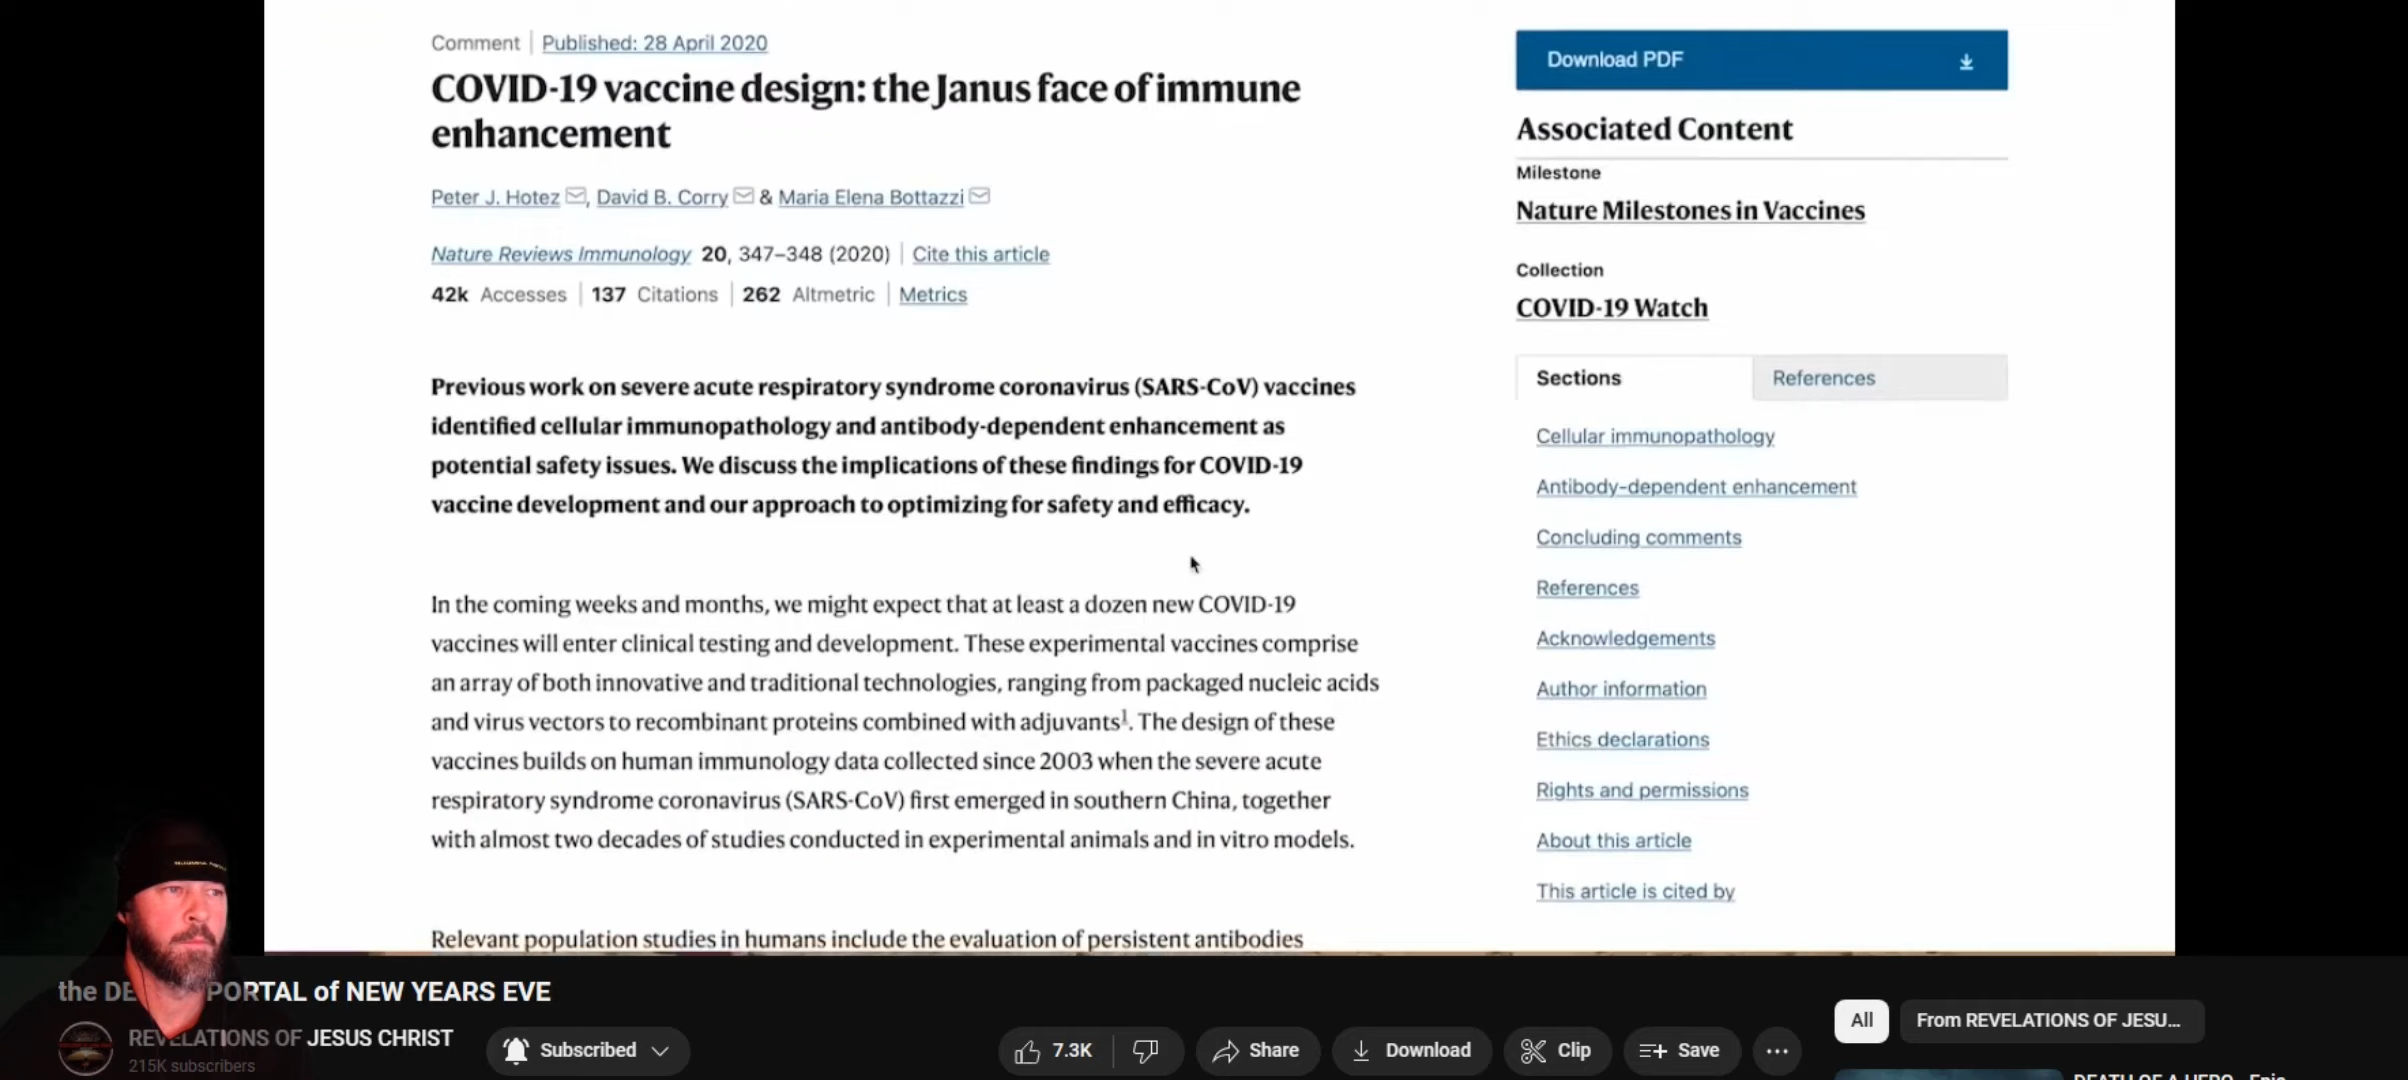 Comment | Published: 28 April 2020
COVID-19 vaccine design: the Janus face of immune
enhancement
Peter J. Hotez, David B. Corry & Maria Elena Bottazzi
Nature Reviews Immunology 20, 347–348 (2020) | Cite this article
42k Accesses | 137 Citations | 262 Altmetric | Metrics
Previous work on severe acute respiratory syndrome coronavirus (SARS-CoV) vaccines
identified cellular immunopathology and antibody-dependent enhancement as
potential safety issues. We discuss the implications of these findings for COVID-19
vaccine development and our approach to optimizing for safety and efficacy.
In the coming weeks and months, we might expect that at least a dozen new COVID-19
vaccines will enter clinical testing and development. These experimental vaccines comprise
an array of both innovative and traditional technologies, ranging from packaged nucleic acids
and virus vectors to recombinant proteins combined with adjuvants1. The design of these
vaccines builds on human immunology data collected since 2003 when the severe acute
respiratory syndrome coronavirus (SARS-CoV) first emerged in southern China, together
with almost two decades of studies conducted in experimental animals and in vitro models.
Relevant population studies in humans include the evaluation of persistent antibodies
Download PDF
Associated Content
Milestone
Nature Milestones in Vaccines
Collection
COVID-19 Watch
Sections
References
Cellular immunopathology
Antibody-dependent enhancement
Concluding comments
References
Acknowledgements
Author information
Ethics declarations
Rights and permissions
About this article
This article is cited by
the PORTAL of NEW YEARS EVE
REVELATIONS OF JESUS CHRIST
215K subscribers
Subscribed
7.3K
Share
Download
Clip
Save
All
From REVELATIONS OF JESU...
DEATH OF A HERO - Epic